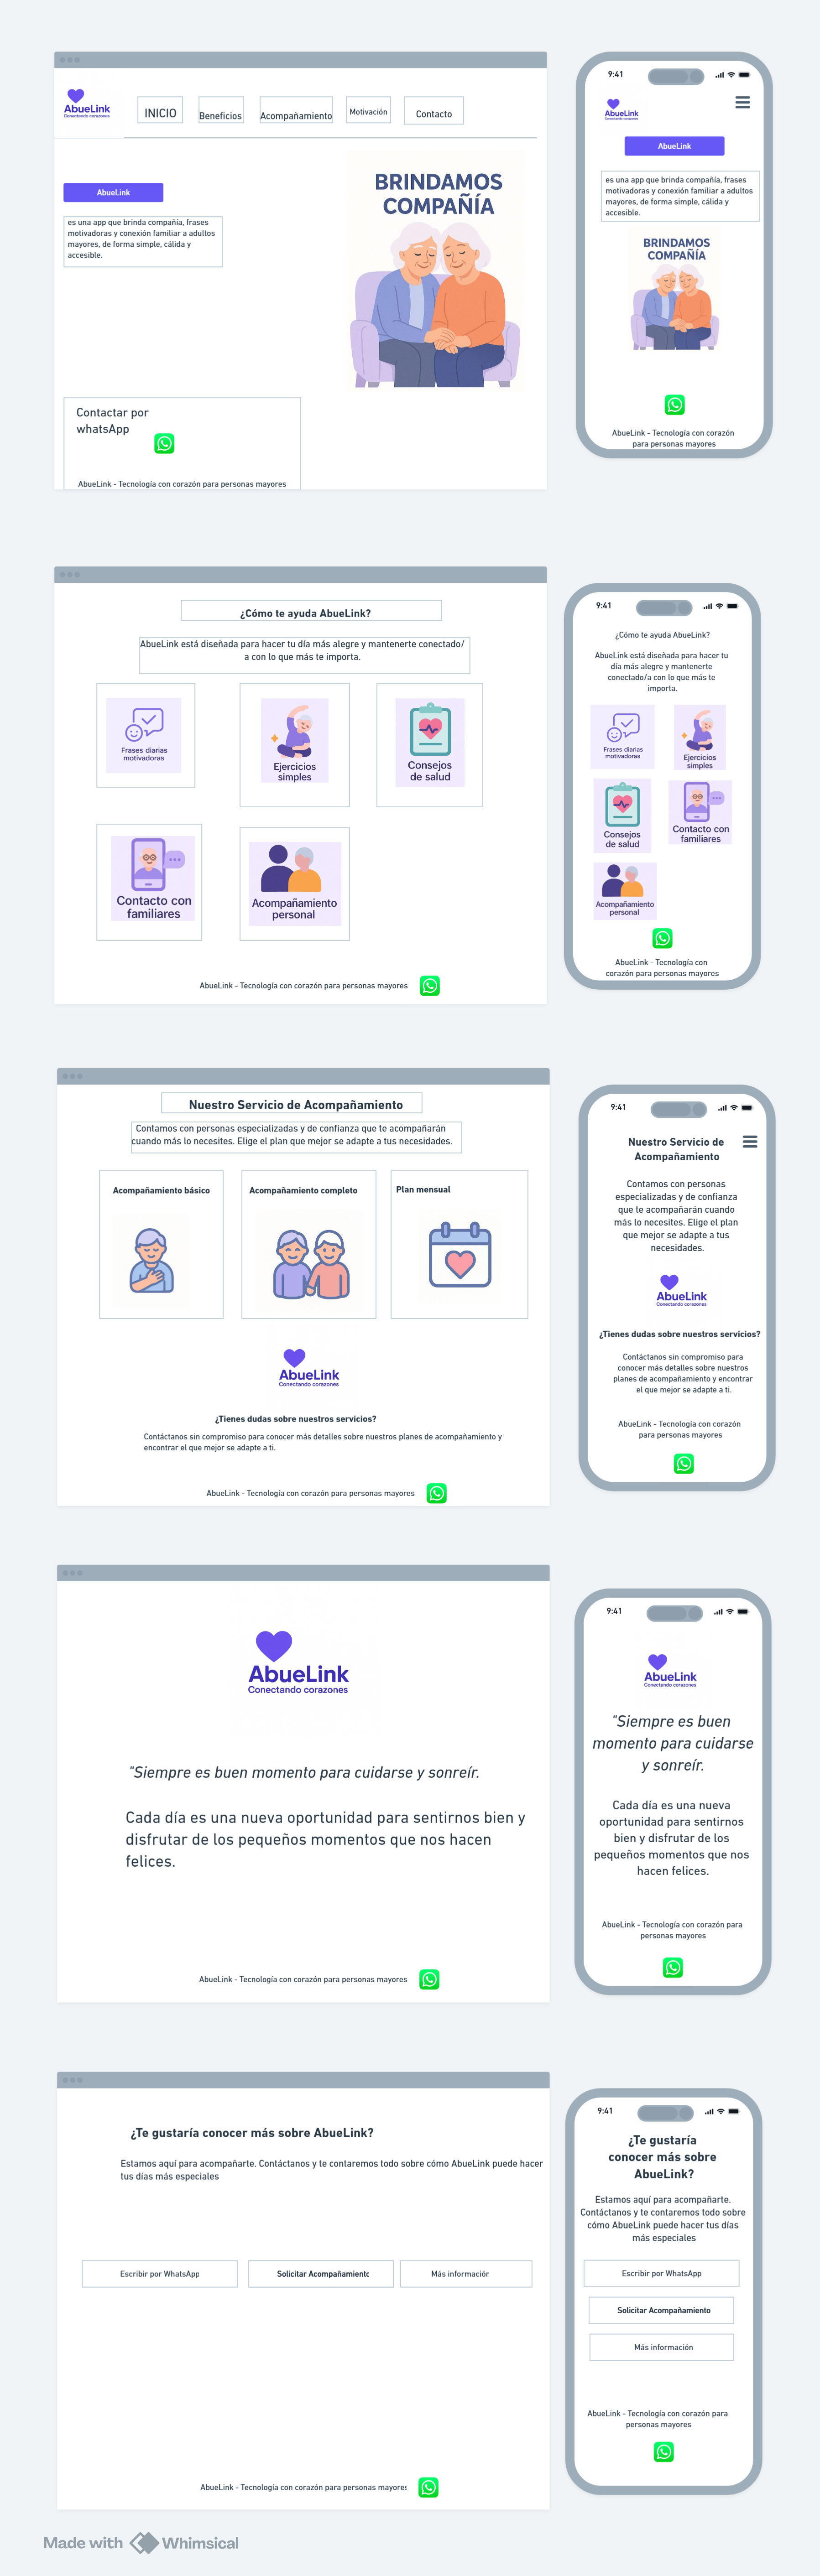 AbueLink
Conectando corazones
INICIO
Beneficios
Acompañamiento
Motivación
Contacto
AbueLink
es una app que brinda compañía, frases
motivadoras y conexión familiar a adultos
mayores, de forma simple, cálida y
accesible.
BRINDAMOS
COMPAÑÍA
Contactar por
whatsApp
AbueLink - Tecnología con corazón para personas mayores
9:41
AbueLink
Conectando corazones
AbueLink
es una app que brinda compañía, frases
motivadoras y conexión familiar a adultos
mayores, de forma simple, cálida y
accesible.
BRINDAMOS
COMPAÑÍA
AbueLink - Tecnología con corazón
para personas mayores
¿Cómo te ayuda AbueLink?
AbueLink está diseñada para hacer tu día más alegre y mantenerte conectado/
a con lo que más te importa.
Frases diarias
motivadoras
Ejercicios
simples
Consejos
de salud
Contacto con
familiares
Acompañamiento
personal
AbueLink - Tecnología con corazón para personas mayores
9:41
¿Cómo te ayuda AbueLink?
AbueLink está diseñada para hacer tu
día más alegre y mantenerte
conectado/a con lo que más te
importa.
Frases diarias
motivadoras
Ejercicios
simples
Consejos
de salud
Contacto con
familiares
Acompañamiento
personal
AbueLink - Tecnología con
corazón para personas mayores
Nuestro Servicio de Acompañamiento
Contamos con personas especializadas y de confianza que te acompañarán
cuando más lo necesites. Elige el plan que mejor se adapte a tus necesidades.
Acompañamiento básico
Acompañamiento completo
Plan mensual
AbueLink
Conectando corazones
¿Tienes dudas sobre nuestros servicios?
Contáctanos sin compromiso para conocer más detalles sobre nuestros planes de acompañamiento y
encontrar el que mejor se adapte a ti.
AbueLink - Tecnología con corazón para personas mayores
9:41
Nuestro Servicio de
Acompañamiento
Contamos con personas
especializadas y de confianza
que te acompañarán cuando
más lo necesites. Elige el plan
que mejor se adapte a tus
necesidades.
AbueLink
Conectando corazones
¿Tienes dudas sobre nuestros servicios?
Contáctanos sin compromiso para
conocer más detalles sobre nuestros
planes de acompañamiento y encontrar
el que mejor se adapte a ti.
AbueLink - Tecnología con corazón
para personas mayores
AbueLink
Conectando corazones
"Siempre es buen momento para cuidarse y sonreír.
Cada día es una nueva oportunidad para sentirnos bien y
disfrutar de los pequeños momentos que nos hacen
felices.
AbueLink - Tecnología con corazón para personas mayores
9:41
AbueLink
Conectando corazones
"Siempre es buen
momento para cuidarse
y sonreír.
Cada día es una nueva
oportunidad para sentirnos
bien y disfrutar de los
pequeños momentos que nos
hacen felices.
AbueLink - Tecnología con corazón para
personas mayores
¿Te gustaría conocer más sobre AbueLink?
Estamos aquí para acompañarte. Contáctanos y te contaremos todo sobre cómo AbueLink puede hacer
tus días más especiales
Escribir por WhatsApp
Solicitar Acompañamiento
Más información
AbueLink - Tecnología con corazón para personas mayores
9:41
¿Te gustaría
conocer más sobre
AbueLink?
Estamos aquí para acompañarte.
Contáctanos y te contaremos todo sobre
cómo AbueLink puede hacer tus días
más especiales
Escribir por WhatsApp
Solicitar Acompañamiento
Más información
AbueLink - Tecnología con corazón para
personas mayores
Made with Whimsical